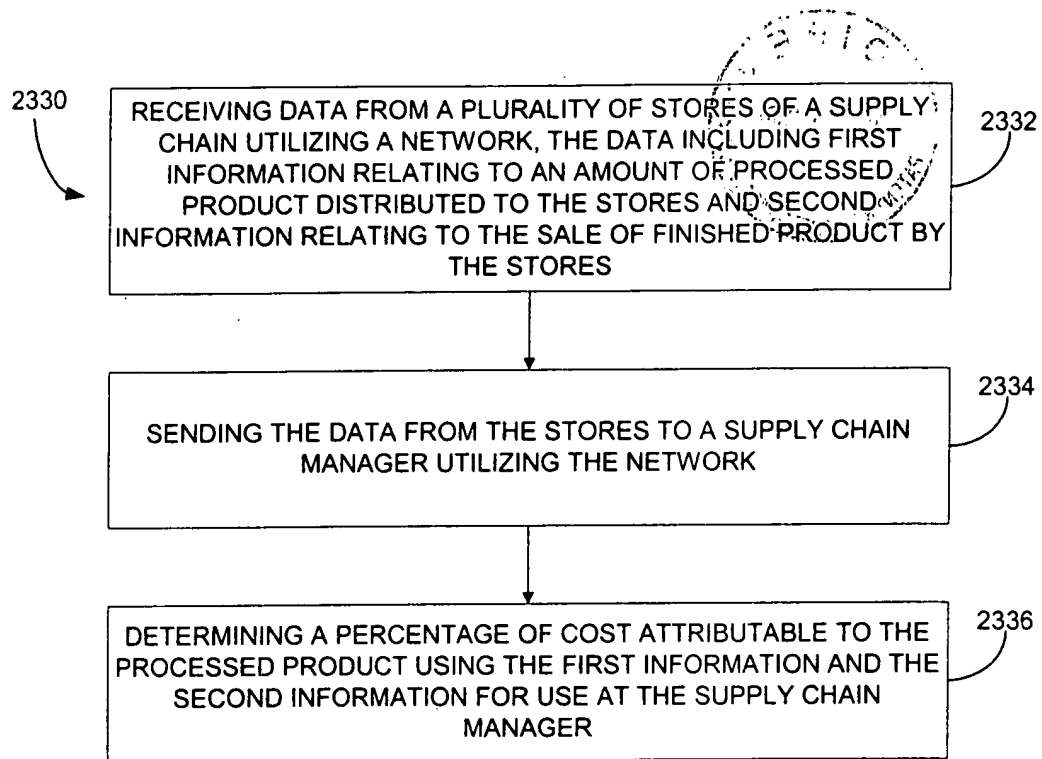 2330
RECEIVING DATA FROM A PLURALITY OF STORES OF A SUPPLY
CHAIN UTILIZING A NETWORK, THE DATA INCLUDING FIRST
INFORMATION RELATING TO AN AMOUNT OF PROCESSED
PRODUCT DISTRIBUTED TO THE STORES AND SECOND
INFORMATION RELATING TO THE SALE OF FINISHED PRODUCT BY
THE STORES
2332
SENDING THE DATA FROM THE STORES TO A SUPPLY CHAIN
MANAGER UTILIZING THE NETWORK
2334
DETERMINING A PERCENTAGE OF COST ATTRIBUTABLE TO THE
PROCESSED PRODUCT USING THE FIRST INFORMATION AND THE
SECOND INFORMATION FOR USE AT THE SUPPLY CHAIN
MANAGER
2336